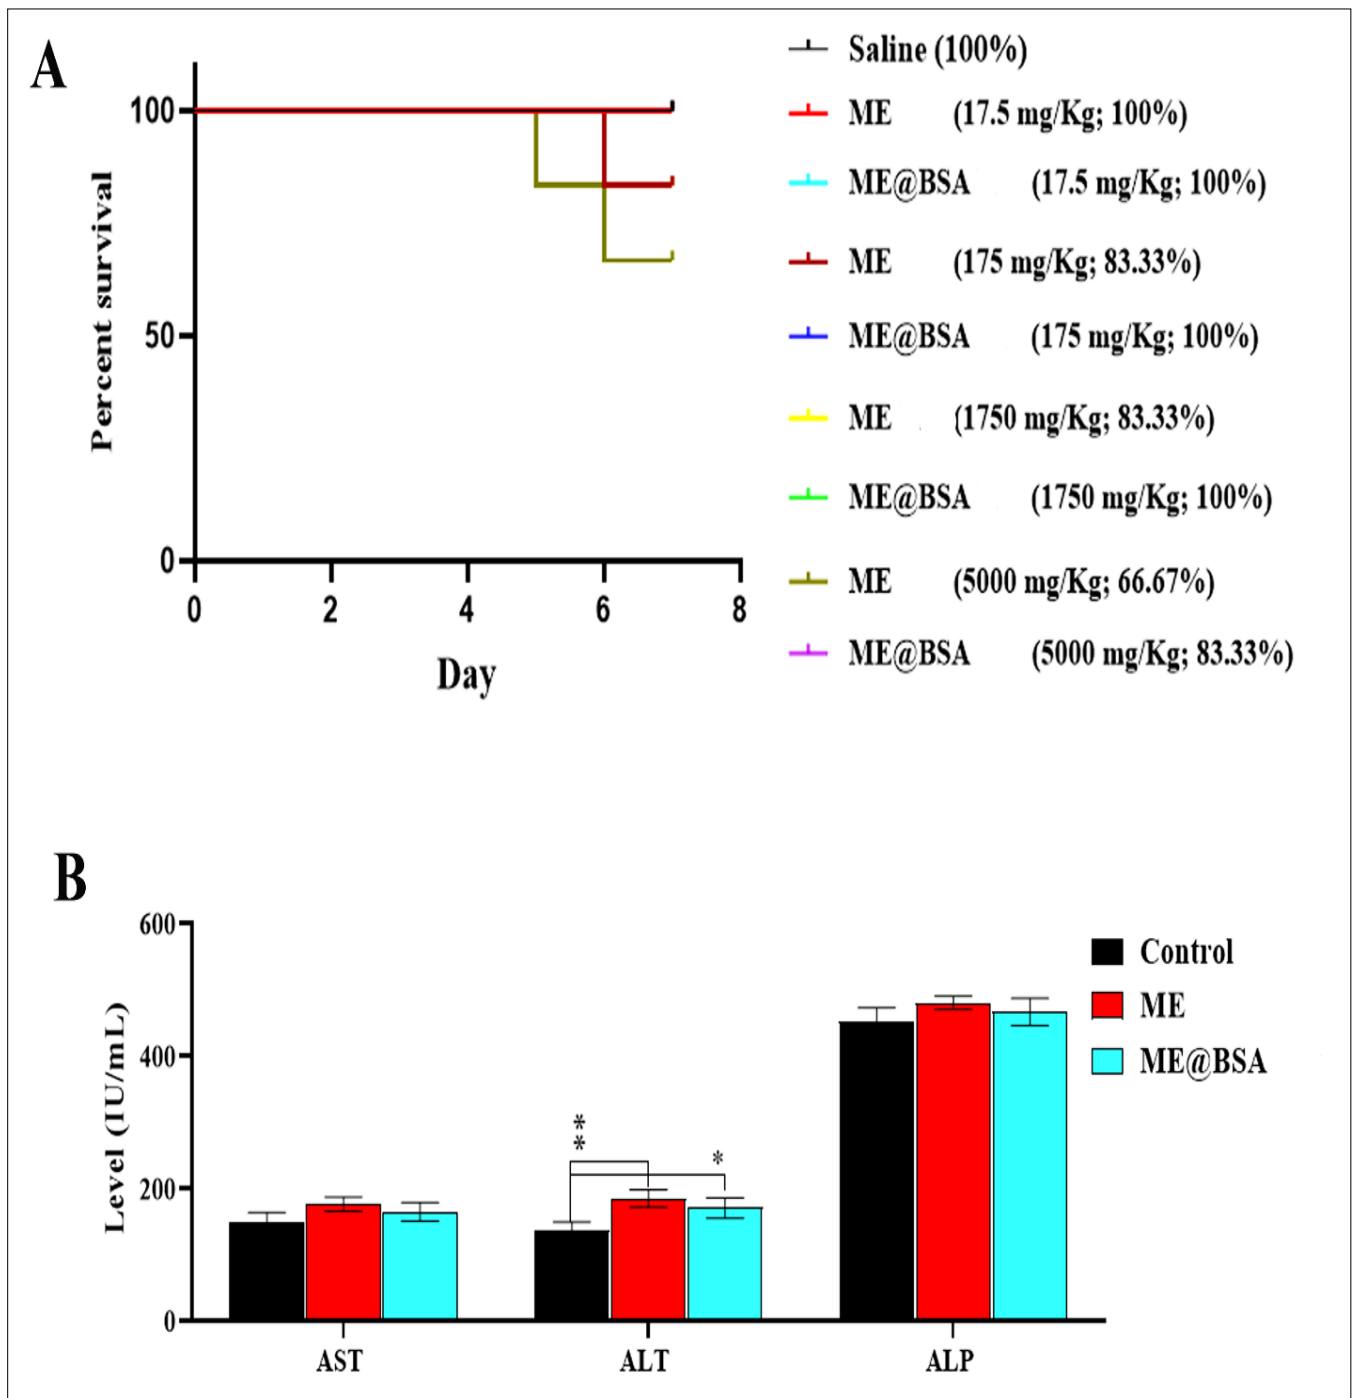 A
Saline (100%)
ME (17.5 mg/Kg; 100%)
ME@BSA (17.5 mg/Kg; 100%)
ME (175 mg/Kg; 83.33%)
ME@BSA (175 mg/Kg; 100%)
ME (1750 mg/Kg; 83.33%)
ME@BSA (1750 mg/Kg; 100%)
ME (5000 mg/Kg; 66.67%)
ME@BSA (5000 mg/Kg; 83.33%)
Percent survival
100
50
0
0 2 4 6 8
Day
B
Level (IU/mL)
600
400
200
0
**
*
AST ALT ALP
Control
ME
ME@BSA